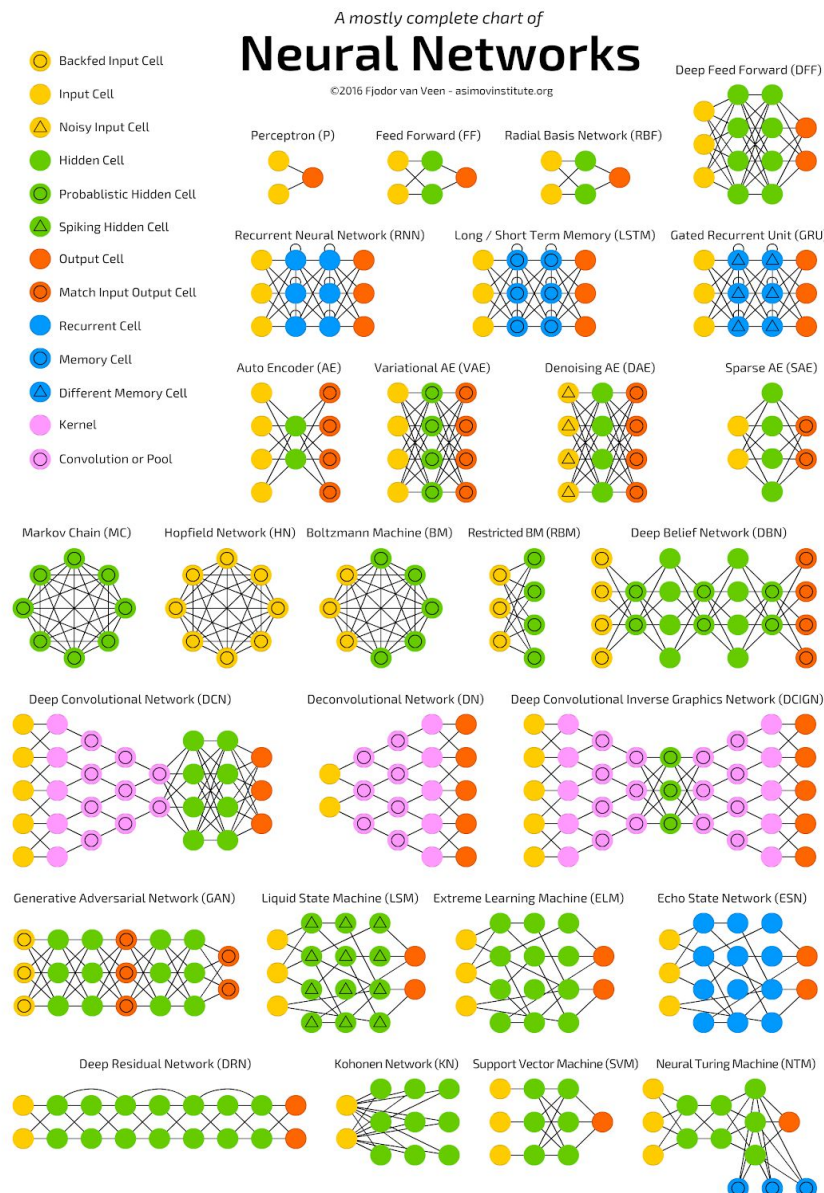 A mostly complete chart of
Neural Networks
©2016 Fjodor van Veen - asimovinstitute.org
Backfed Input Cell
Input Cell
Noisy Input Cell
Hidden Cell
Probablistic Hidden Cell
Spiking Hidden Cell
Output Cell
Match Input Output Cell
Recurrent Cell
Memory Cell
Different Memory Cell
Kernel
Convolution or Pool
Deep Feed Forward (DFF)
Perceptron (P)
Feed Forward (FF)
Radial Basis Network (RBF)
Recurrent Neural Network (RNN)
Long / Short Term Memory (LSTM)
Gated Recurrent Unit (GRU)
Auto Encoder (AE)
Variational AE (VAE)
Denoising AE (DAE)
Sparse AE (SAE)
Markov Chain (MC)
Hopfield Network (HN)
Boltzmann Machine (BM)
Restricted BM (RBM)
Deep Belief Network (DBN)
Deep Convolutional Network (DCN)
Deconvolutional Network (DN)
Deep Convolutional Inverse Graphics Network (DCIGN)
Generative Adversarial Network (GAN)
Liquid State Machine (LSM)
Extreme Learning Machine (ELM)
Echo State Network (ESN)
Deep Residual Network (DRN)
Kohonen Network (KN)
Support Vector Machine (SVM)
Neural Turing Machine (NTM)